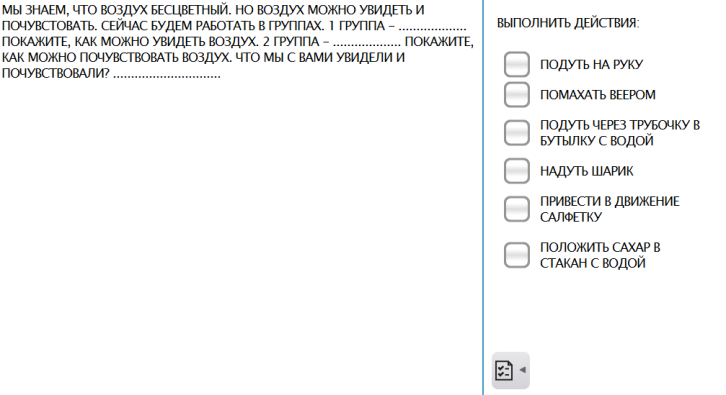 МЫ ЗНАЕМ, ЧТО ВОЗДУХ БЕСЦВЕТНЫЙ. НО ВОЗДУХ МОЖНО УВИДЕТЬ И
ПОЧУВСТОВАТЬ. СЕЙЧАС БУДЕМ РАБОТАТЬ В ГРУППАХ. 1 ГРУППА – ...................
ПОКАЖИТЕ, КАК МОЖНО УВИДЕТЬ ВОЗДУХ. 2 ГРУППА – ................... ПОКАЖИТЕ,
КАК МОЖНО ПОЧУВСТВОВАТЬ ВОЗДУХ. ЧТО МЫ С ВАМИ УВИДЕЛИ И
ПОЧУВСТВОВАЛИ? ..............................
ВЫПОЛНИТЬ ДЕЙСТВИЯ:
ПОДУТЬ НА РУКУ
ПОМАХАТЬ ВЕЕРОМ
ПОДУТЬ ЧЕРЕЗ ТРУБОЧКУ В
БУТЫЛКУ С ВОДОЙ
НАДУТЬ ШАРИК
ПРИВЕСТИ В ДВИЖЕНИЕ
САЛФЕТКУ
ПОЛОЖИТЬ САХАР В
СТАКАН С ВОДОЙ